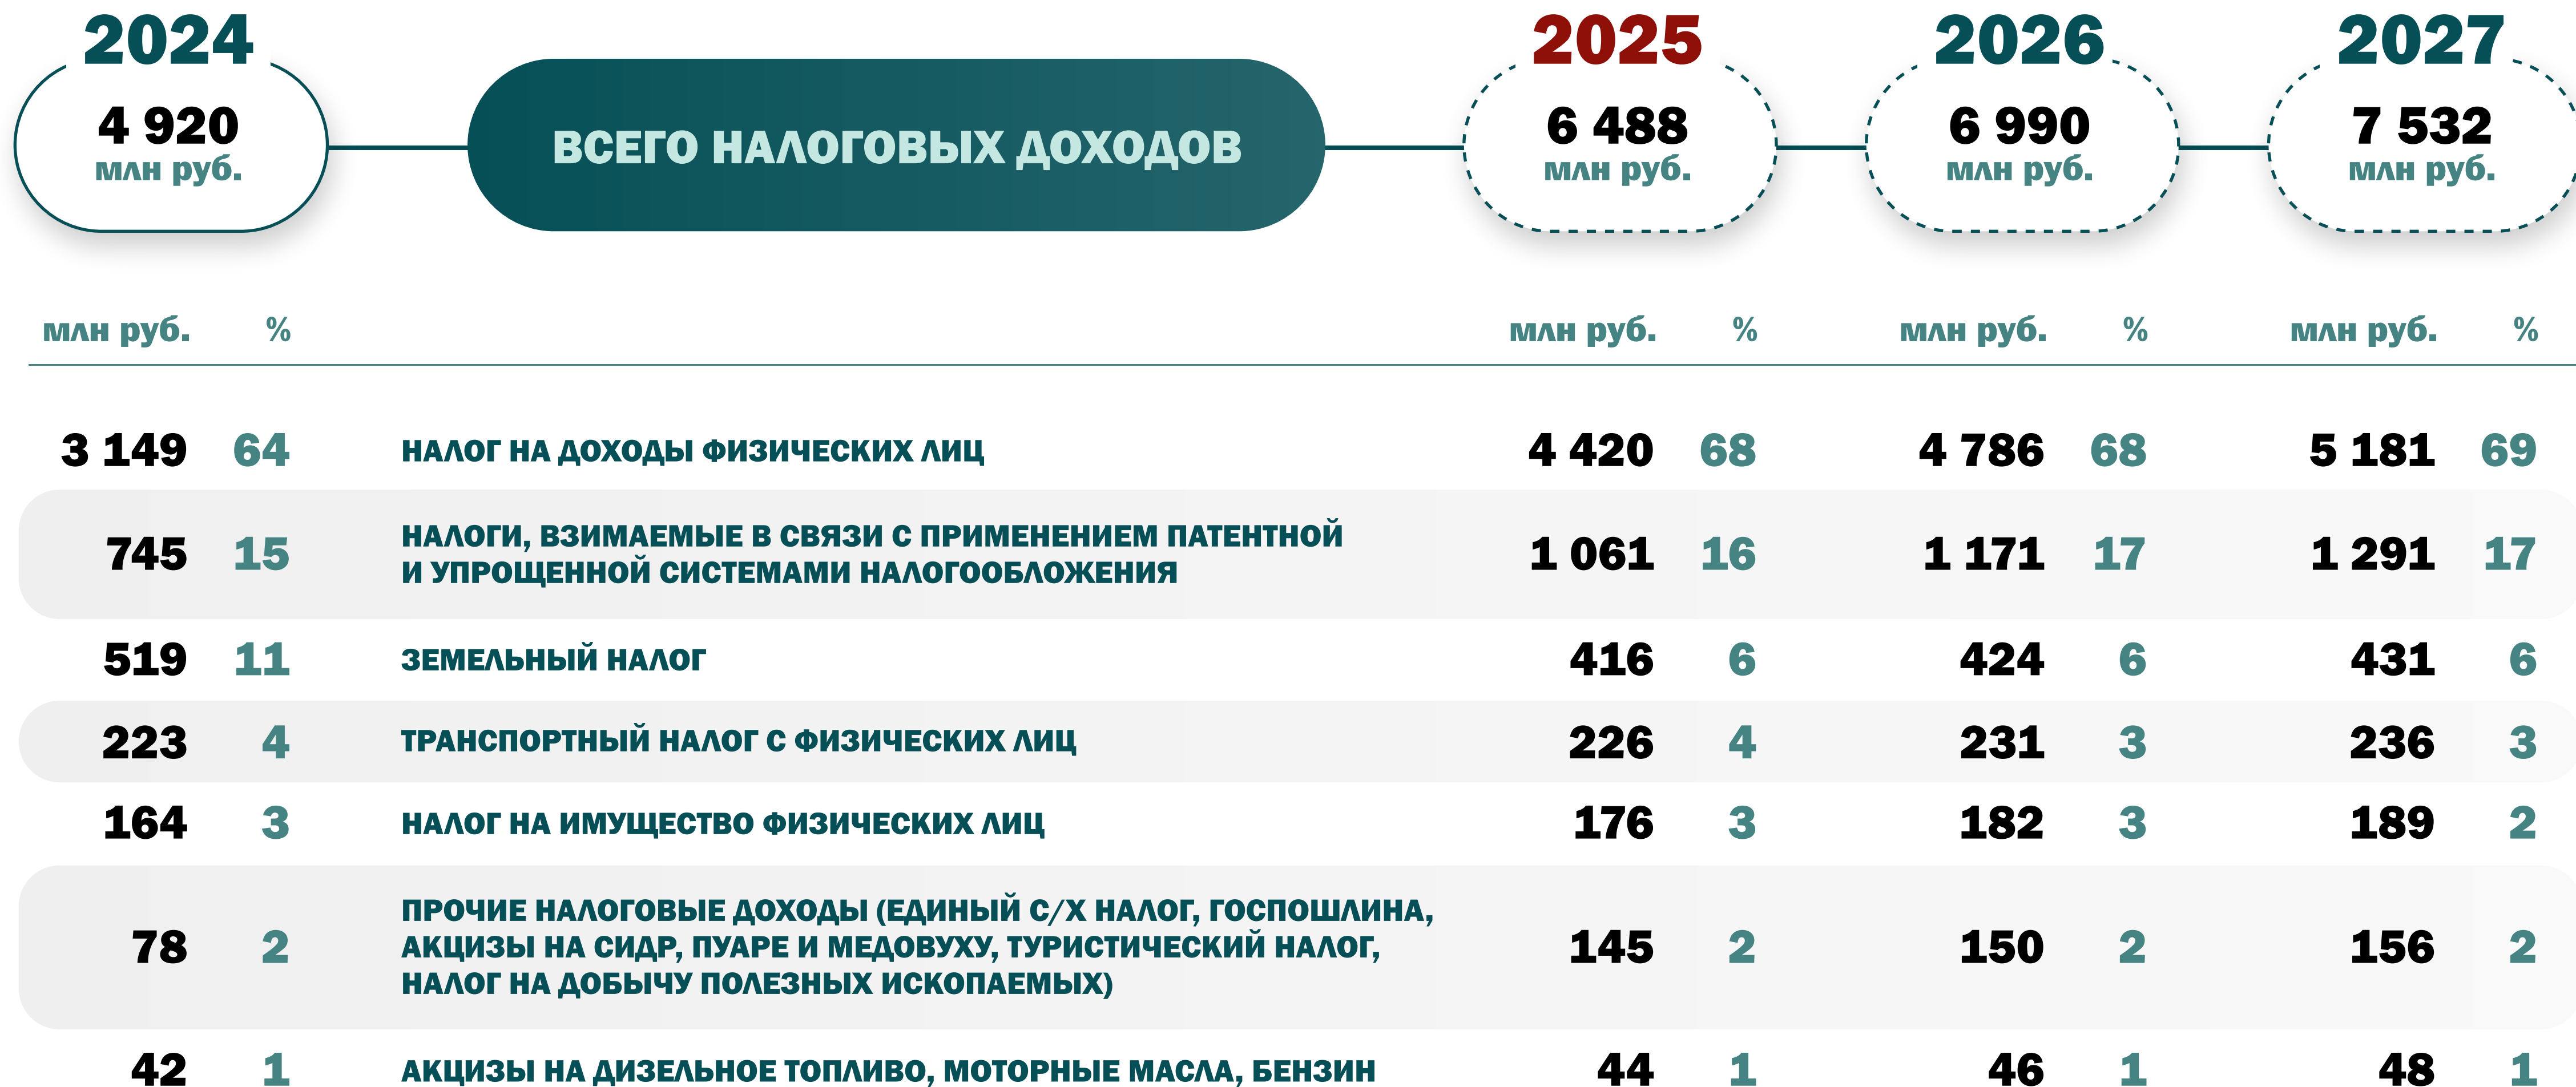 2024
4 920
млн руб.
ВСЕГО НАЛОГОВЫХ ДОХОДОВ
2025
6 488
млн руб.
2026
6 990
млн руб.
2027
7 532
млн руб.
млн руб. % млн руб. % млн руб. % млн руб. %
3 149 64 НАЛОГ НА ДОХОДЫ ФИЗИЧЕСКИХ ЛИЦ 4 420 68 4 786 68 5 181 69
745 15 НАЛОГИ, ВЗИМАЕМЫЕ В СВЯЗИ С ПРИМЕНЕНИЕМ ПАТЕНТНОЙ
И УПРОЩЕННОЙ СИСТЕМАМИ НАЛОГООБЛОЖЕНИЯ 1 061 16 1 171 17 1 291 17
519 11 ЗЕМЕЛЬНЫЙ НАЛОГ 416 6 424 6 431 6
223 4 ТРАНСПОРТНЫЙ НАЛОГ С ФИЗИЧЕСКИХ ЛИЦ 226 4 231 3 236 3
164 3 НАЛОГ НА ИМУЩЕСТВО ФИЗИЧЕСКИХ ЛИЦ 176 3 182 3 189 2
ПРОЧИЕ НАЛОГОВЫЕ ДОХОДЫ (ЕДИНЫЙ С/Х НАЛОГ, ГОСПОШЛИНА,
78 2 АКЦИЗЫ НА СИДР, ПУАРЕ И МЕДОВУХУ, ТУРИСТИЧЕСКИЙ НАЛОГ, 145 2 150 2 156 2
НАЛОГ НА ДОБЫЧУ ПОЛЕЗНЫХ ИСКОПАЕМЫХ)
42 1 АКЦИЗЫ НА ДИЗЕЛЬНОЕ ТОПЛИВО, МОТОРНЫЕ МАСЛА, БЕНЗИН 44 1 46 1 48 1